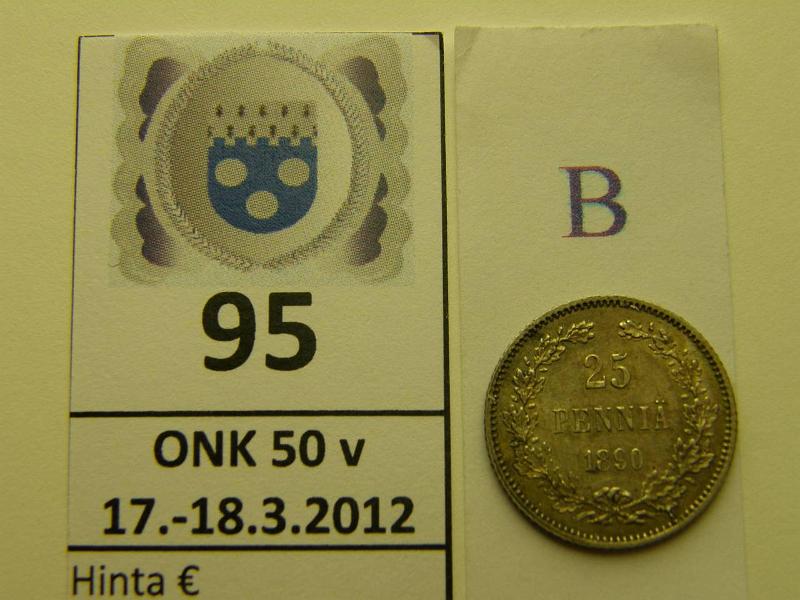 95
ONK 50 v
17.-18.3.2012
Hinta €
B
25
PENNIÄ
1890